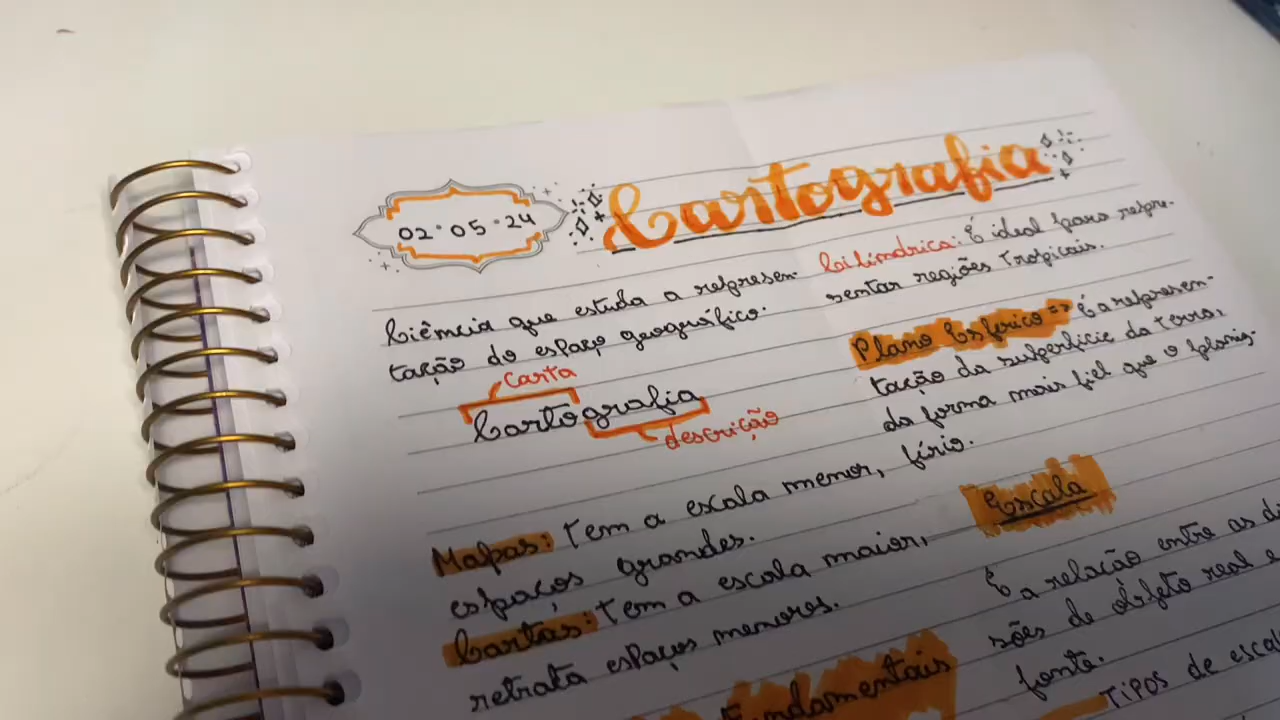 02·05·24
Cartografia
Ciência que estuda a represen-
tação do espaço geográfico.
Carta
Cartografia
descrição
Mapas: Tem a escala menor,
espaços grandes.
Cartas: Tem a escala maior,
retrata espaços menores.
Fundamentais
Cilíndrica: É ideal para repre-
sentar regiões Tropicais.
Plano Esférico => É a represen-
tação da superfície da terra,
da forma mais fiel que o planis-
fério.
Escala
É a relação entre as
sões de objeto real e
fonte.
Tipos de